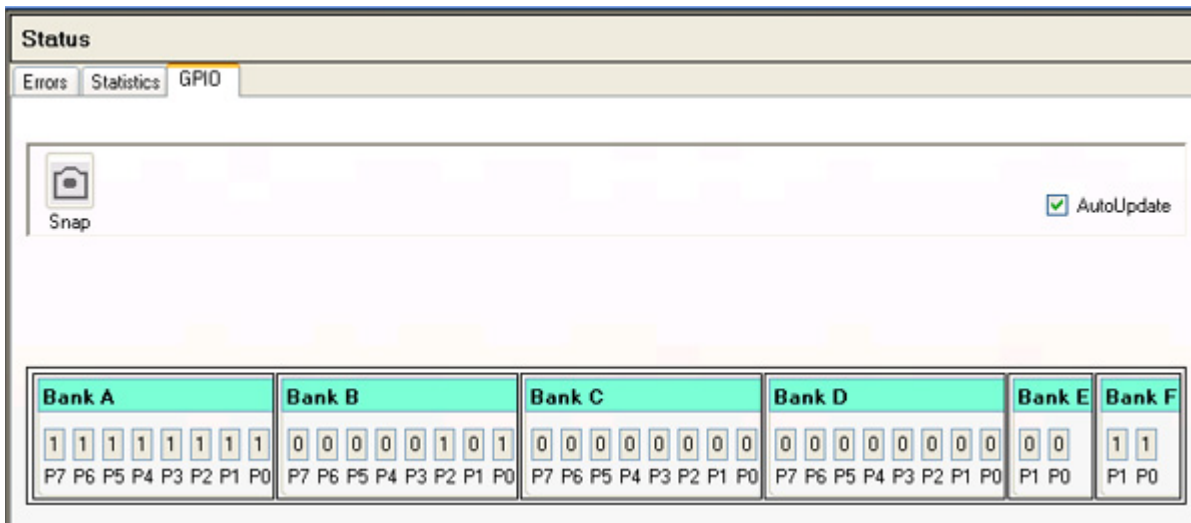 Status
Errors Statistics GPIO
Snap
AutoUpdate
Bank A Bank B Bank C Bank D Bank E Bank F
1 1 1 1 1 1 1 1 0 0 0 0 0 1 0 1 0 0 0 0 0 0 0 0 0 0 0 0 0 0 0 0 0 0 1 1
P7 P6 P5 P4 P3 P2 P1 P0 P7 P6 P5 P4 P3 P2 P1 P0 P7 P6 P5 P4 P3 P2 P1 P0 P7 P6 P5 P4 P3 P2 P1 P0 P1 P0 P1 P0